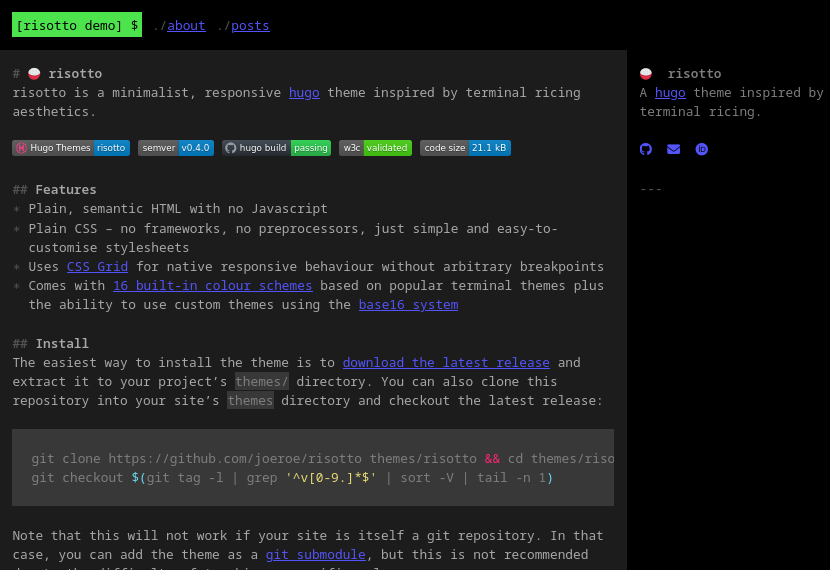 [risotto demo] $ ./about ./posts
# 🍚 risotto
risotto is a minimalist, responsive hugo theme inspired by terminal ricing
aesthetics.
Hugo Themes risotto semver v0.4.0 hugo build passing w3c validated code size 21.1 kB
## Features
* Plain, semantic HTML with no Javascript
* Plain CSS – no frameworks, no preprocessors, just simple and easy-to-
customise stylesheets
* Uses CSS Grid for native responsive behaviour without arbitrary breakpoints
* Comes with 16 built-in colour schemes based on popular terminal themes plus
the ability to use custom themes using the base16 system
## Install
The easiest way to install the theme is to download the latest release and
extract it to your project’s themes/ directory. You can also clone this
repository into your site’s themes directory and checkout the latest release:
git clone https://github.com/joeroe/risotto themes/risotto && cd themes/riso
git checkout $(git tag -l | grep '^v[0-9.]*$' | sort -V | tail -n 1)
Note that this will not work if your site is itself a git repository. In that
case, you can add the theme as a git submodule, but this is not recommended
🍚 risotto
A hugo theme inspired by
terminal ricing.
---